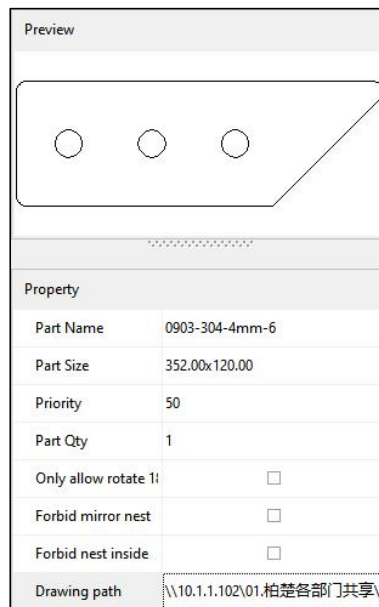 Preview
Property
Part Name 0903-304-4mm-6
Part Size 352.00x120.00
Priority 50
Part Qty 1
Only allow rotate 18
Forbid mirror nest
Forbid nest inside
Drawing path \\10.1.1.102\01.柏楚各部门共享\